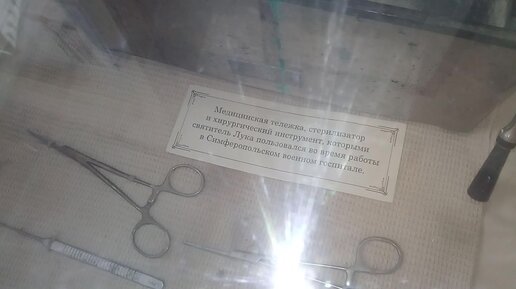 Медицинская тележка, стерилизатор
и хирургический инструмент, которыми
святитель Лука пользовался во время работы
в Симферопольском военном госпитале.